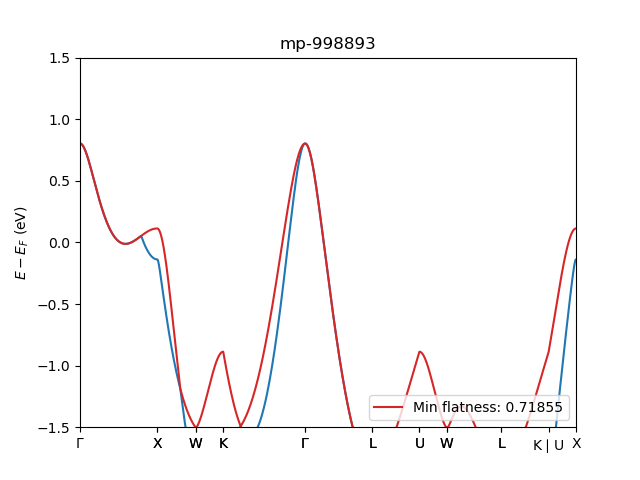 mp-998893
1.5
1.0
0.5
0.0
−0.5
−1.0
−1.5
E − E_F (eV)
Min flatness: 0.71855
Γ X W K Γ L U W L K | U X